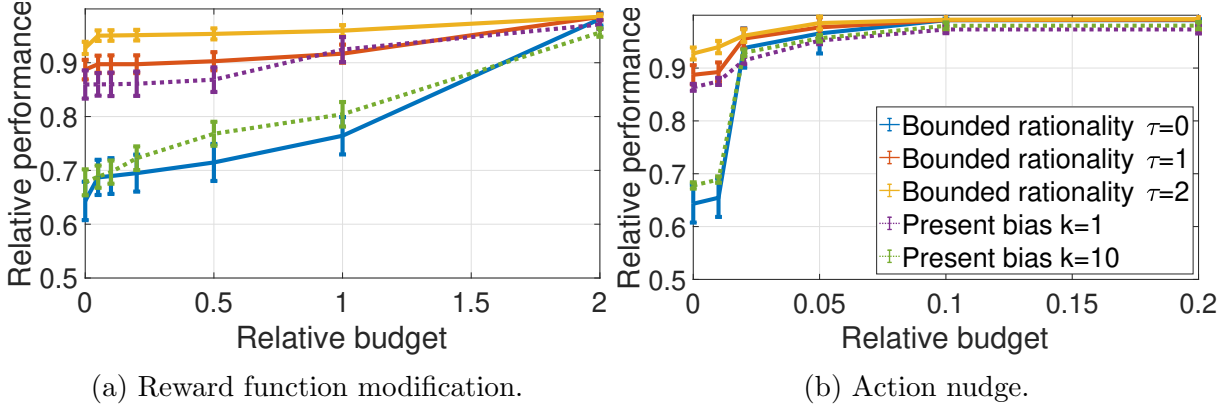 Relative performance
0.9
0.8
0.7
0.6
0.5
0
0.5
1
1.5
2
Relative budget
(a) Reward function modification.
Relative performance
0.9
0.8
0.7
0.6
0.5
0
0.05
0.1
0.15
0.2
Relative budget
Bounded rationality τ=0
Bounded rationality τ=1
Bounded rationality τ=2
Present bias k=1
Present bias k=10
(b) Action nudge.